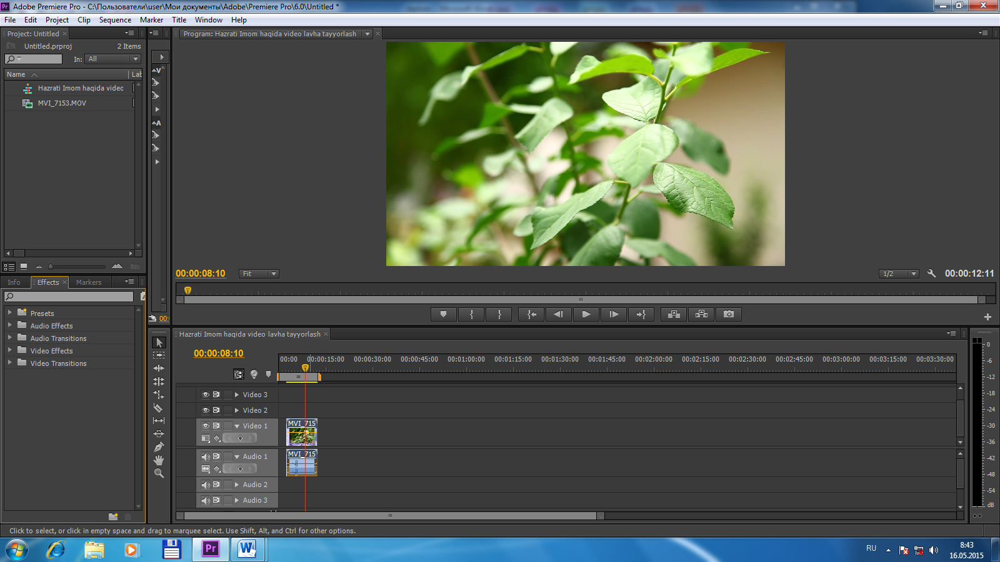 Adobe Premiere Pro - C:\Пользователи\user\Мои документы\Adobe\Premiere Pro\6.0\Untitled *
File Edit Project Clip Sequence Marker Title Window Help
Project: Untitled
Untitled.prproj 2 Items
In: All
Name Lab
Hazrati Imom haqida video
MVI_7153.MOV
V
A
00:
Program: Hazrati Imom haqida video lavha tayyorlash
00:00:08:10 Fit 1/2 00:00:12:11
Info Effects Markers
Presets
Audio Effects
Audio Transitions
Video Effects
Video Transitions
Hazrati Imom haqida video lavha tayyorlash
00:00:08:10
00:00 00:00:15:00 00:00:30:00 00:00:45:00 00:01:00:00 00:01:15:00 00:01:30:00 00:01:45:00 00:02:00:00 00:02:15:00 00:02:30:00 00:02:45:00 00:03:00:00 00:03:15:00 00:03:30:00
Video 3
Video 2
Video 1 MVI_715
Audio 1 MVI_715
Audio 2
Audio 3
0
-6
-12
-18
-24
-30
-36
-42
-48
-54
dB
Click to select, or click in empty space and drag to marquee select. Use Shift, Alt, and Ctrl for other options.
Pr
W
RU
8:43
16.05.2015